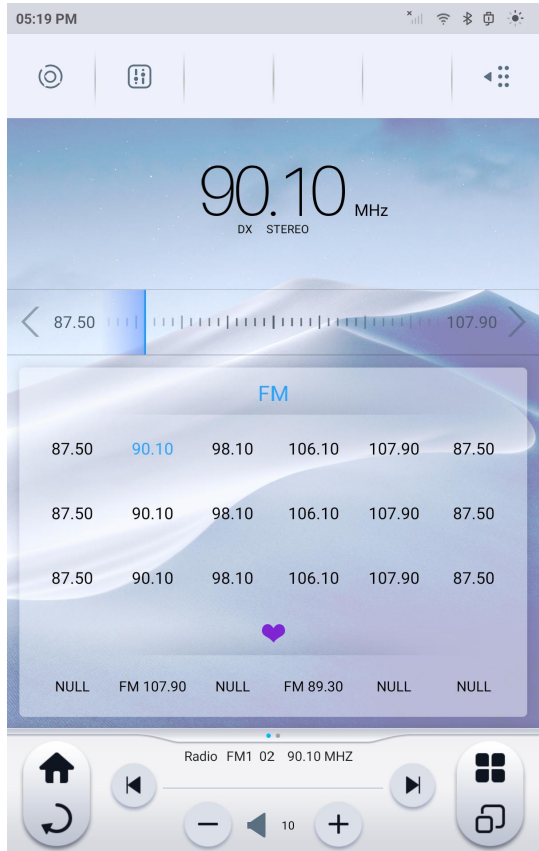 05:19 PM
90.10 MHz
DX STEREO
87.50 107.90
FM
87.50 90.10 98.10 106.10 107.90 87.50
87.50 90.10 98.10 106.10 107.90 87.50
87.50 90.10 98.10 106.10 107.90 87.50
NULL FM 107.90 NULL FM 89.30 NULL NULL
Radio FM1 02 90.10 MHZ
10